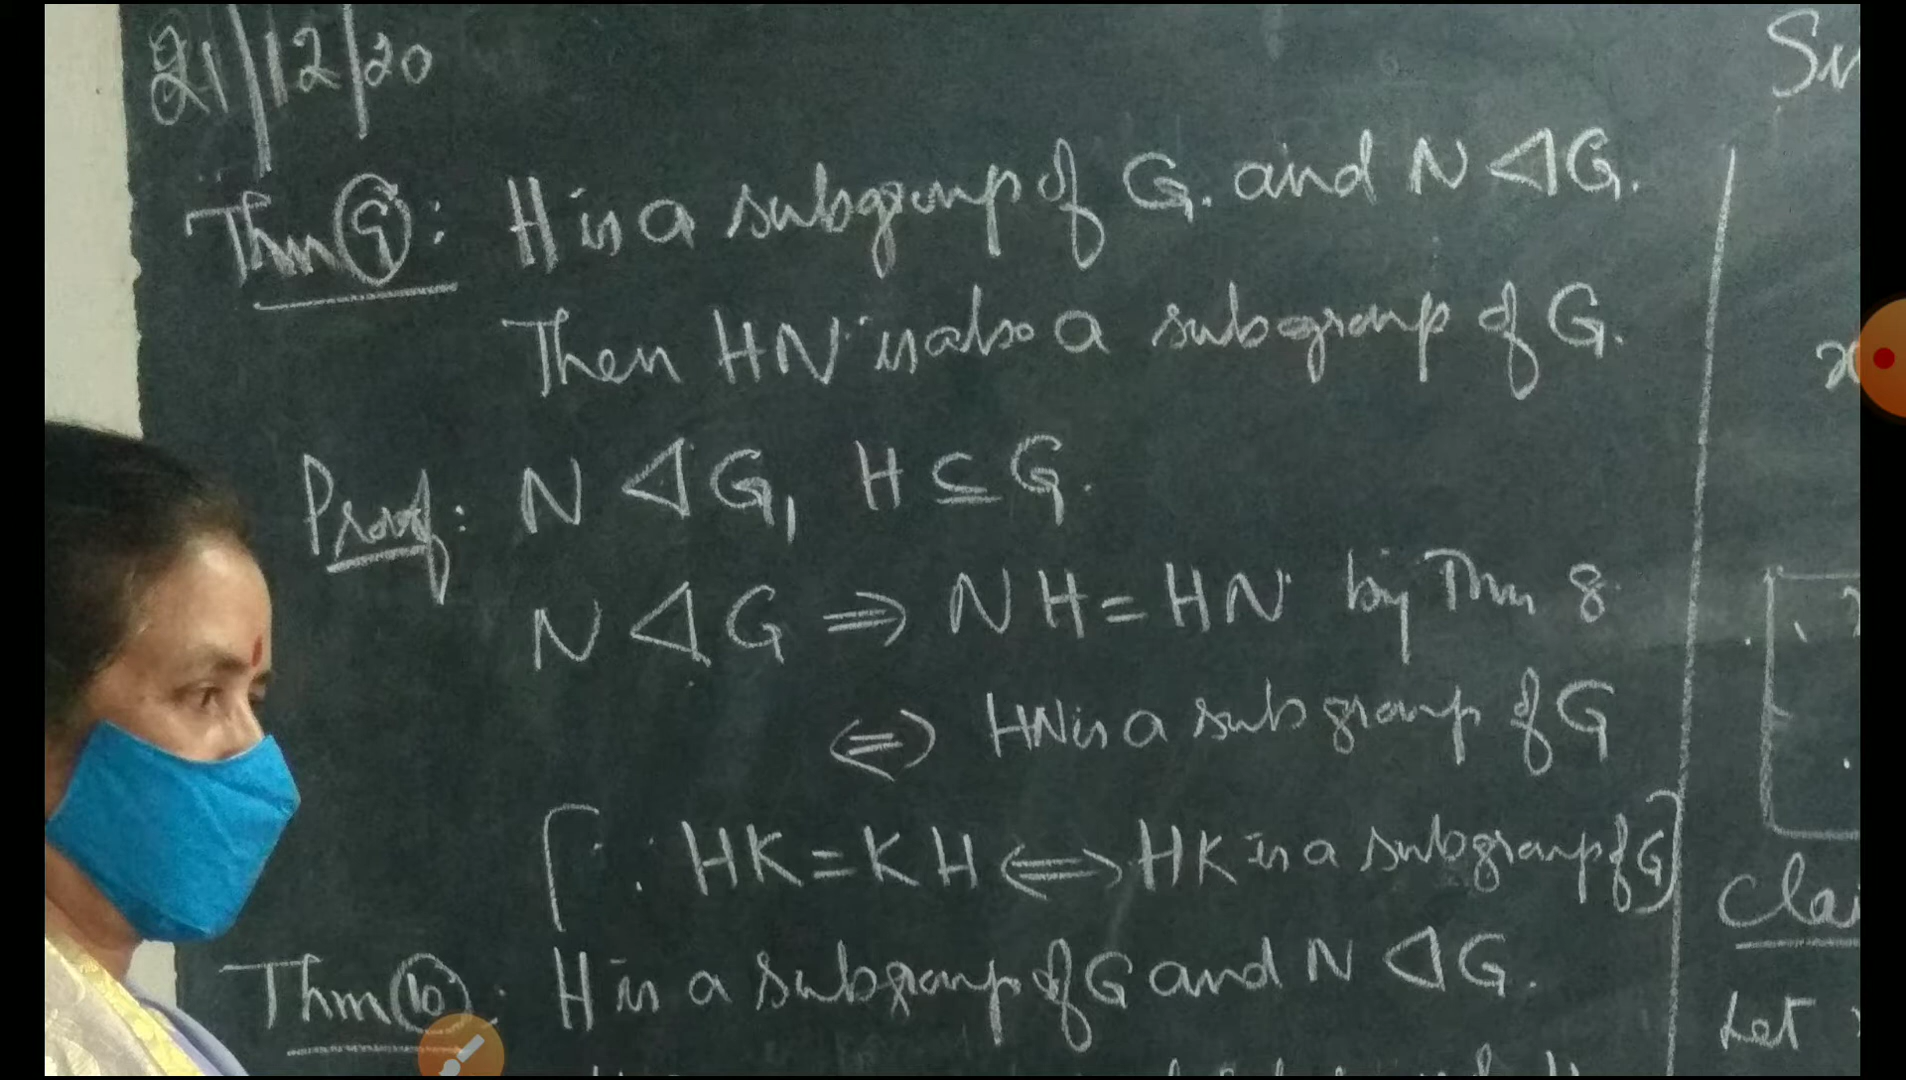 21/12/20
Thm 9: H is a subgroup of G. and N ⊲ G.
Then HN is also a subgroup of G.
Proof: N ⊲ G, H ⊆ G.
N ⊲ G ⇒ NH = HN by Thm 8
⇔ HN is a subgroup of G
[∵ HK = KH ⇔ HK is a subgroup of G]
Thm 10: H is a subgroup of G and N ⊲ G.
Let